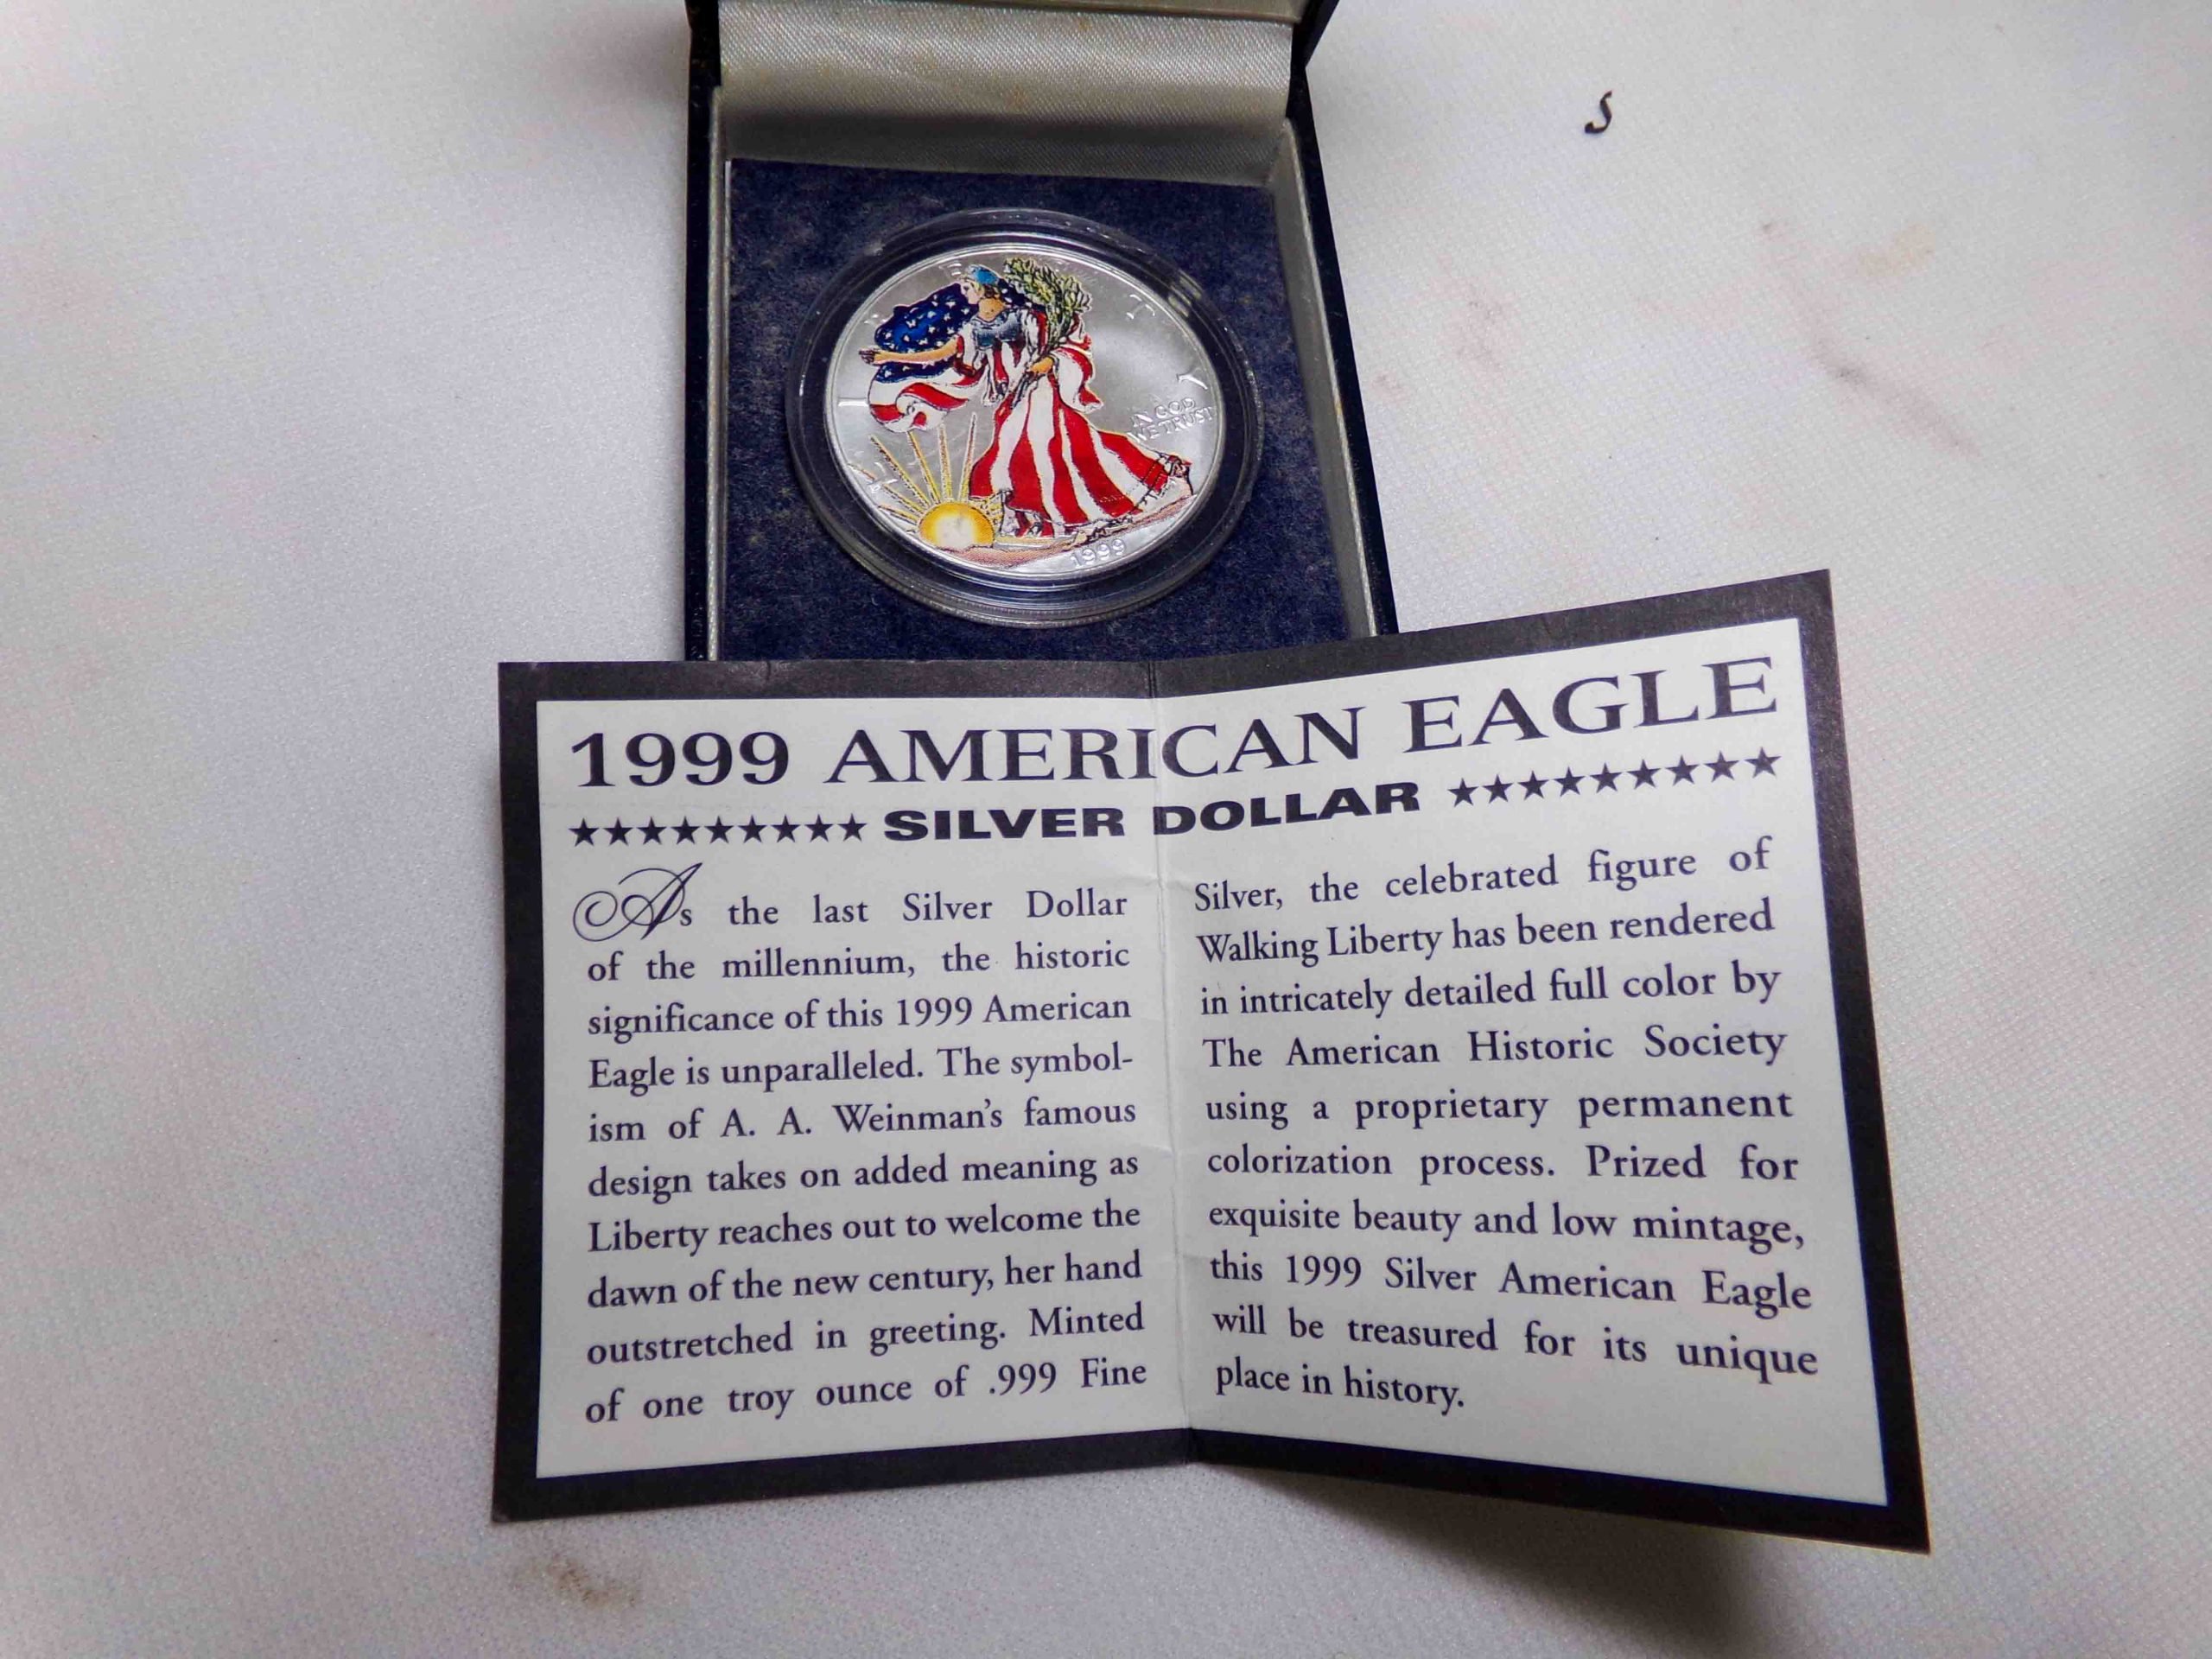 T
Y
IN GOD
WE TRUST
1999
1999 AMERICAN EAGLE
★★★★★★★★★ SILVER DOLLAR ★★★★★★★★★
As the last Silver Dollar
of the millennium, the historic
significance of this 1999 American
Eagle is unparalleled. The symbol-
ism of A. A. Weinman's famous
design takes on added meaning as
Liberty reaches out to welcome the
dawn of the new century, her hand
outstretched in greeting. Minted
of one troy ounce of .999 Fine
Silver, the celebrated figure of
Walking Liberty has been rendered
in intricately detailed full color by
The American Historic Society
using a proprietary permanent
colorization process. Prized for
exquisite beauty and low mintage,
this 1999 Silver American Eagle
will be treasured for its unique
place in history.